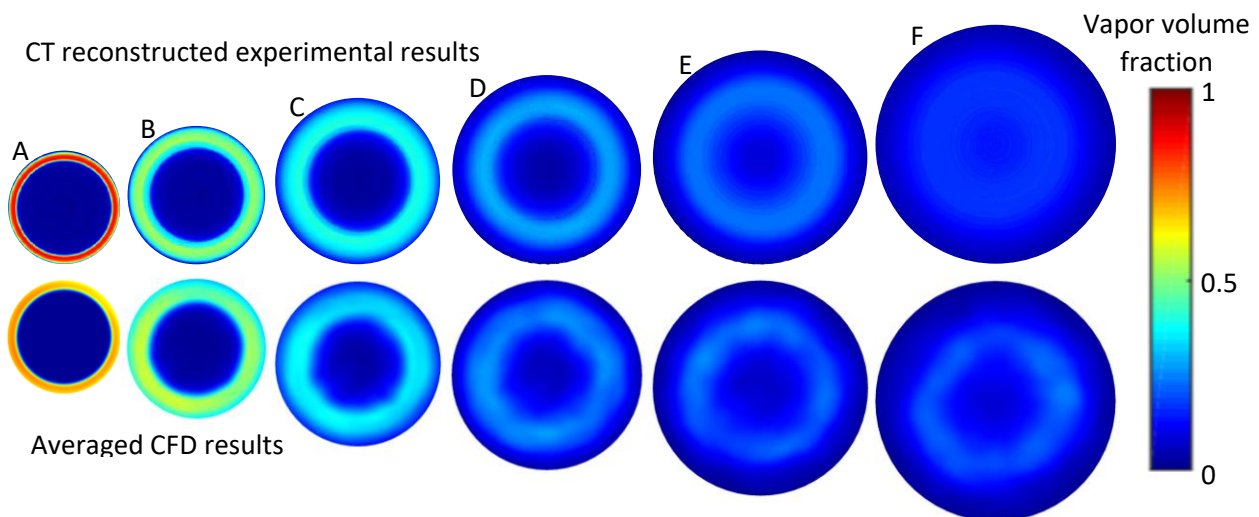 CT reconstructed experimental results
A
B
C
D
E
F
Vapor volume
fraction
1
0.5
0
Averaged CFD results